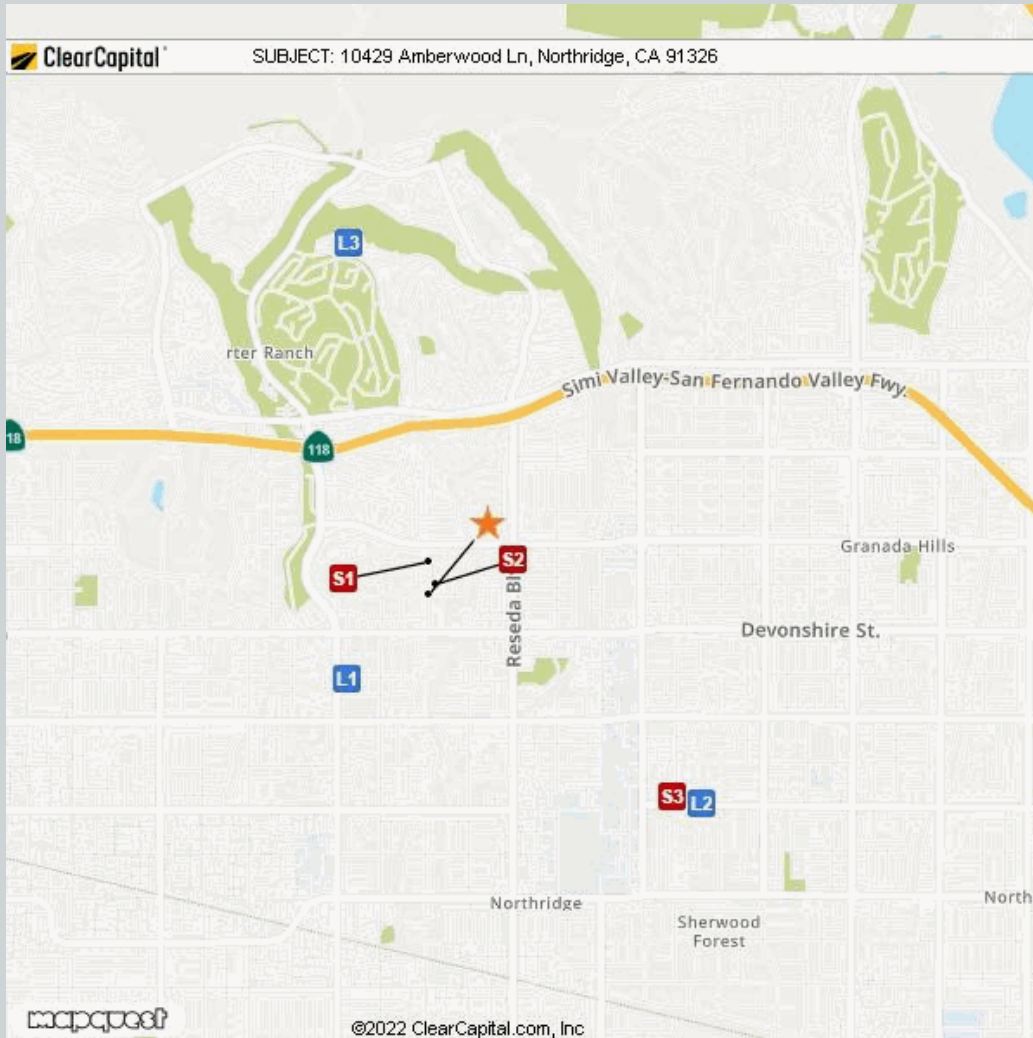 ClearCapital
SUBJECT: 10429 Amberwood Ln, Northridge, CA 91326
L3
rter Ranch
Simi Valley-San Fernando Valley Fwy.
18
118
S1
S2
Granada Hills
Reseda Bl
Devonshire St.
L1
S3
L2
Northridge
North
Sherwood
Forest
mapquest
©2022 ClearCapital.com, Inc